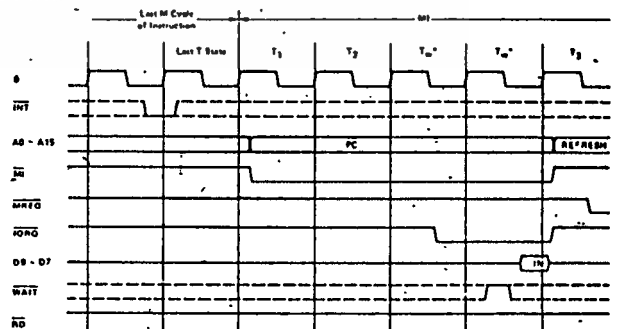 Last M Cycle
of Instruction
M1
Last T State
T1
T2
Tw*
Tw*
T3
Φ
INT
A0 ~ A15
PC
REFRESH
M1
MREQ
IORQ
D0 ~ D7
IN
WAIT
RD